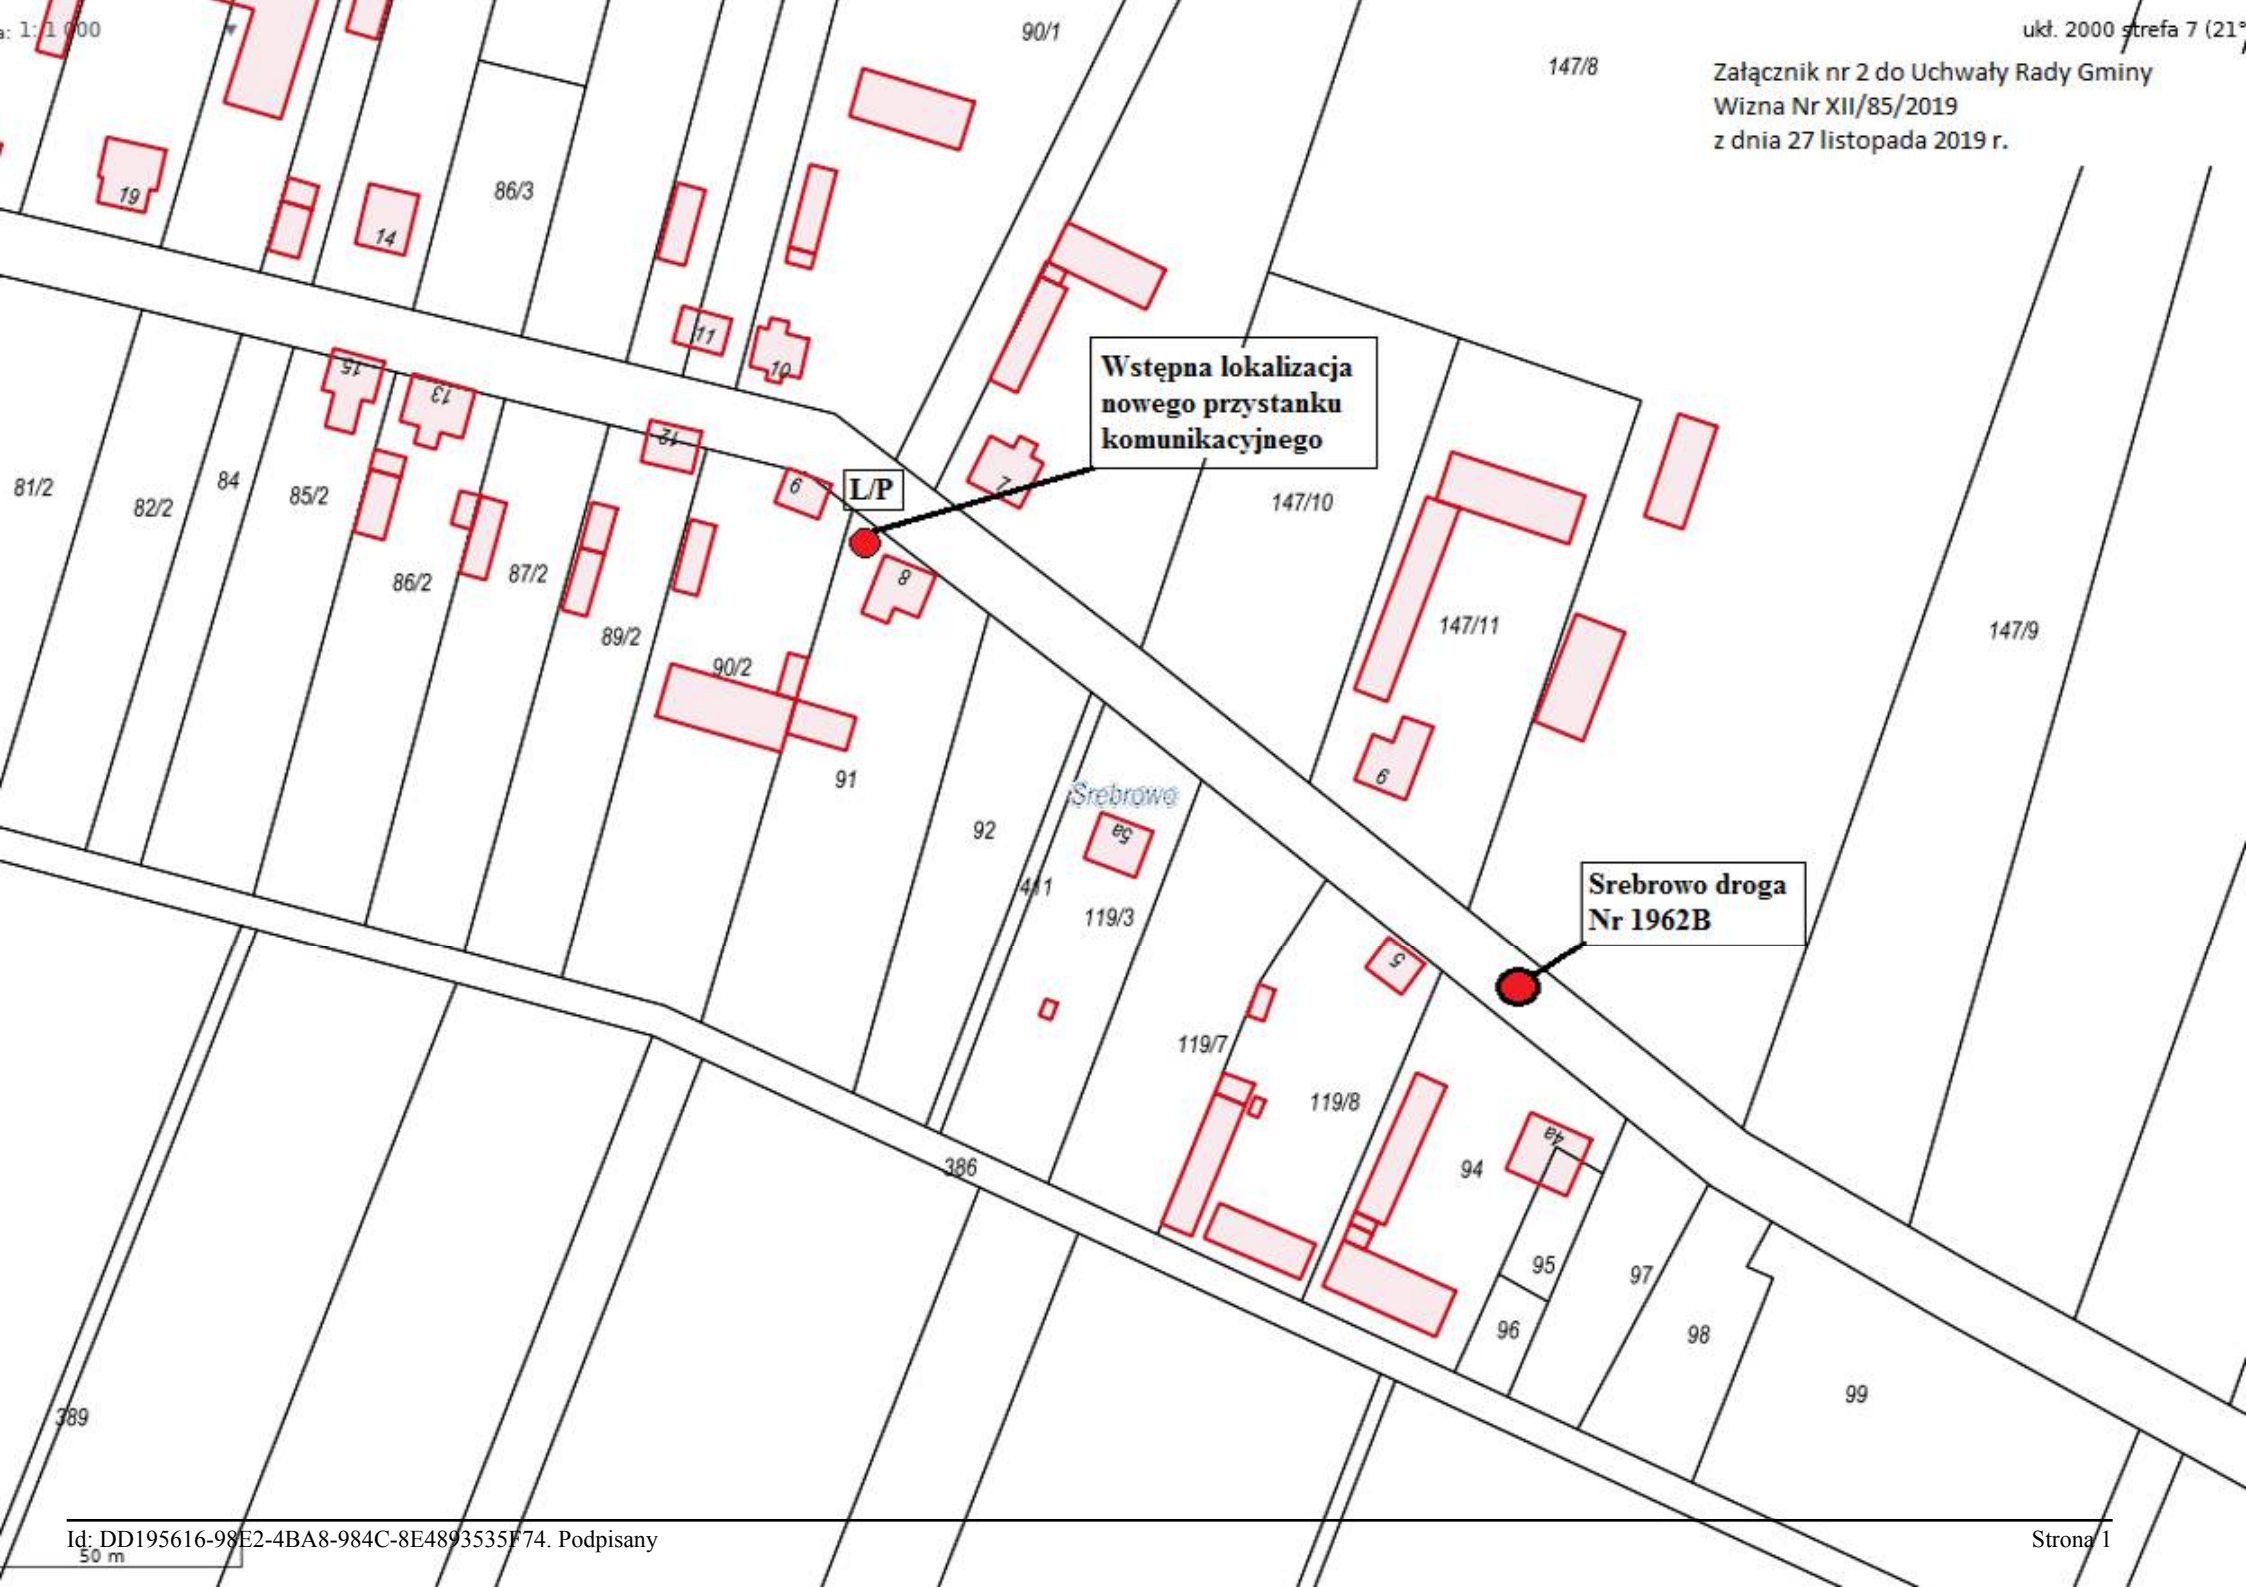 1: 1 000
90/1
147/8
ukł. 2000 strefa 7 (21°
Załącznik nr 2 do Uchwały Rady Gminy
Wizna Nr XII/85/2019
z dnia 27 listopada 2019 r.
19
14
86/3
11
10
15
13
12
9
7
Wstępna lokalizacja
nowego przystanku
komunikacyjnego
L/P
81/2
82/2
84
85/2
86/2
87/2
89/2
90/2
8
147/10
147/11
147/9
6
91
92
Srebrowo
5a
411
119/3
Srebrowo droga
Nr 1962B
5
119/7
119/8
386
4a
94
95
96
97
98
99
389
Id: DD195616-98E2-4BA8-984C-8E4893535F74. Podpisany
Strona 1
50 m